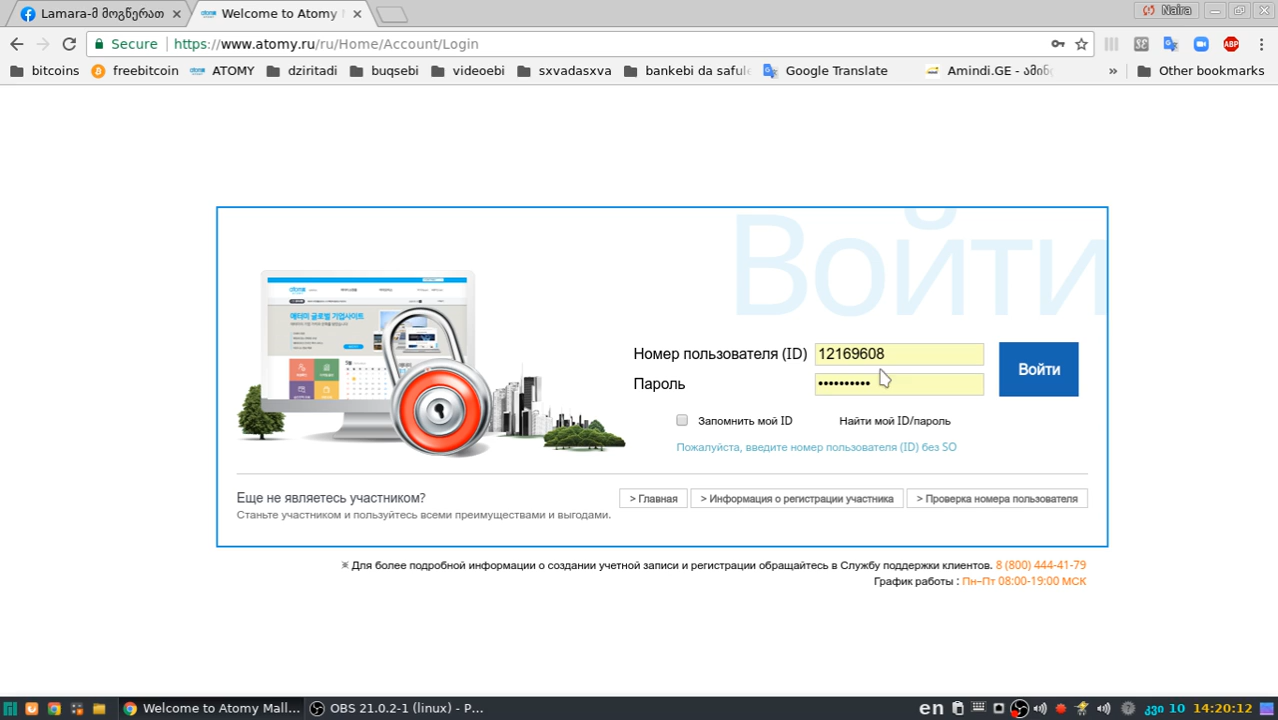 Lamara-მ მოგწერათ
Welcome to Atomy
Naira
Secure
https://www.atomy.ru/ru/Home/Account/Login
bitcoins
freebitcoin
ATOMY
dziritadi
buqsebi
videoebi
sxvadasxva
bankebi da safule
Google Translate
Amindi.GE - ამინ
Other bookmarks
Войти
Номер пользователя (ID) 12169608
Войти
Пароль ••••••••••
Запомнить мой ID
Найти мой ID/пароль
Пожалуйста, введите номер пользователя (ID) без SO
Еще не являетесь участником?
Станьте участником и пользуйтесь всеми преимуществами и выгодами.
> Главная
> Информация о регистрации участника
> Проверка номера пользователя
※ Для более подробной информации о создании учетной записи и регистрации обращайтесь в Службу поддержки клиентов. 8 (800) 444-41-79
График работы : Пн–Пт 08:00-19:00 МСК
Welcome to Atomy Mall...
OBS 21.0.2-1 (linux) - P...
en
კვი 10
14:20:12